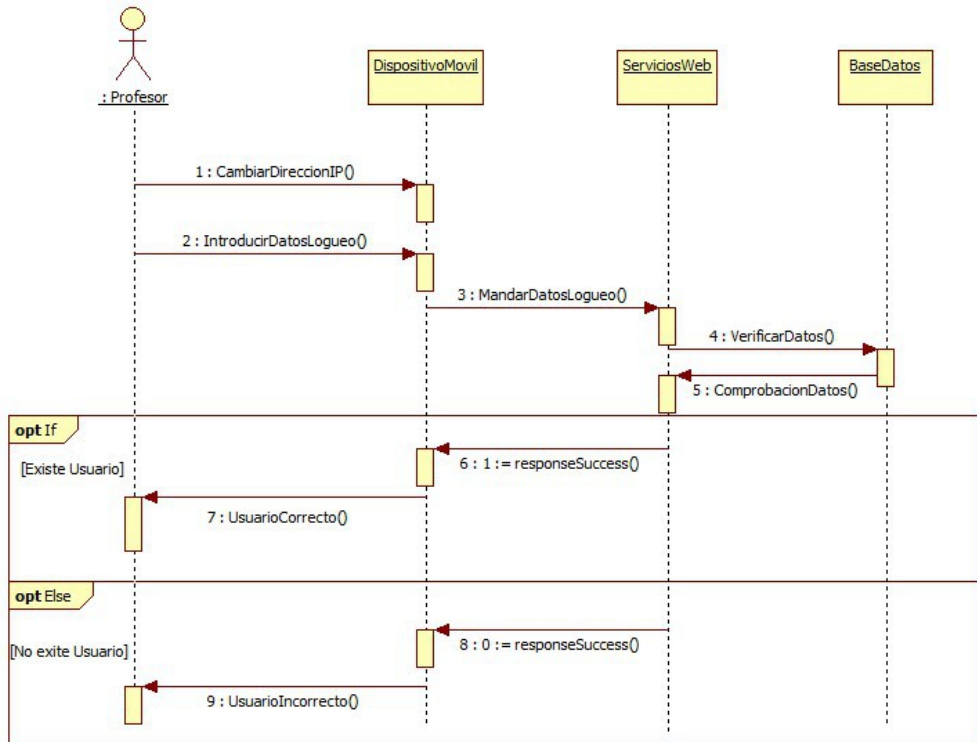 : Profesor
DispositivoMovil
ServiciosWeb
BaseDatos
1 : CambiarDireccionIP()
2 : IntroducirDatosLogueo()
3 : MandarDatosLogueo()
4 : VerificarDatos()
5 : ComprobacionDatos()
opt If
[Existe Usuario]
6 : 1 := responseSuccess()
7 : UsuarioCorrecto()
opt Else
[No exite Usuario]
8 : 0 := responseSuccess()
9 : UsuarioIncorrecto()